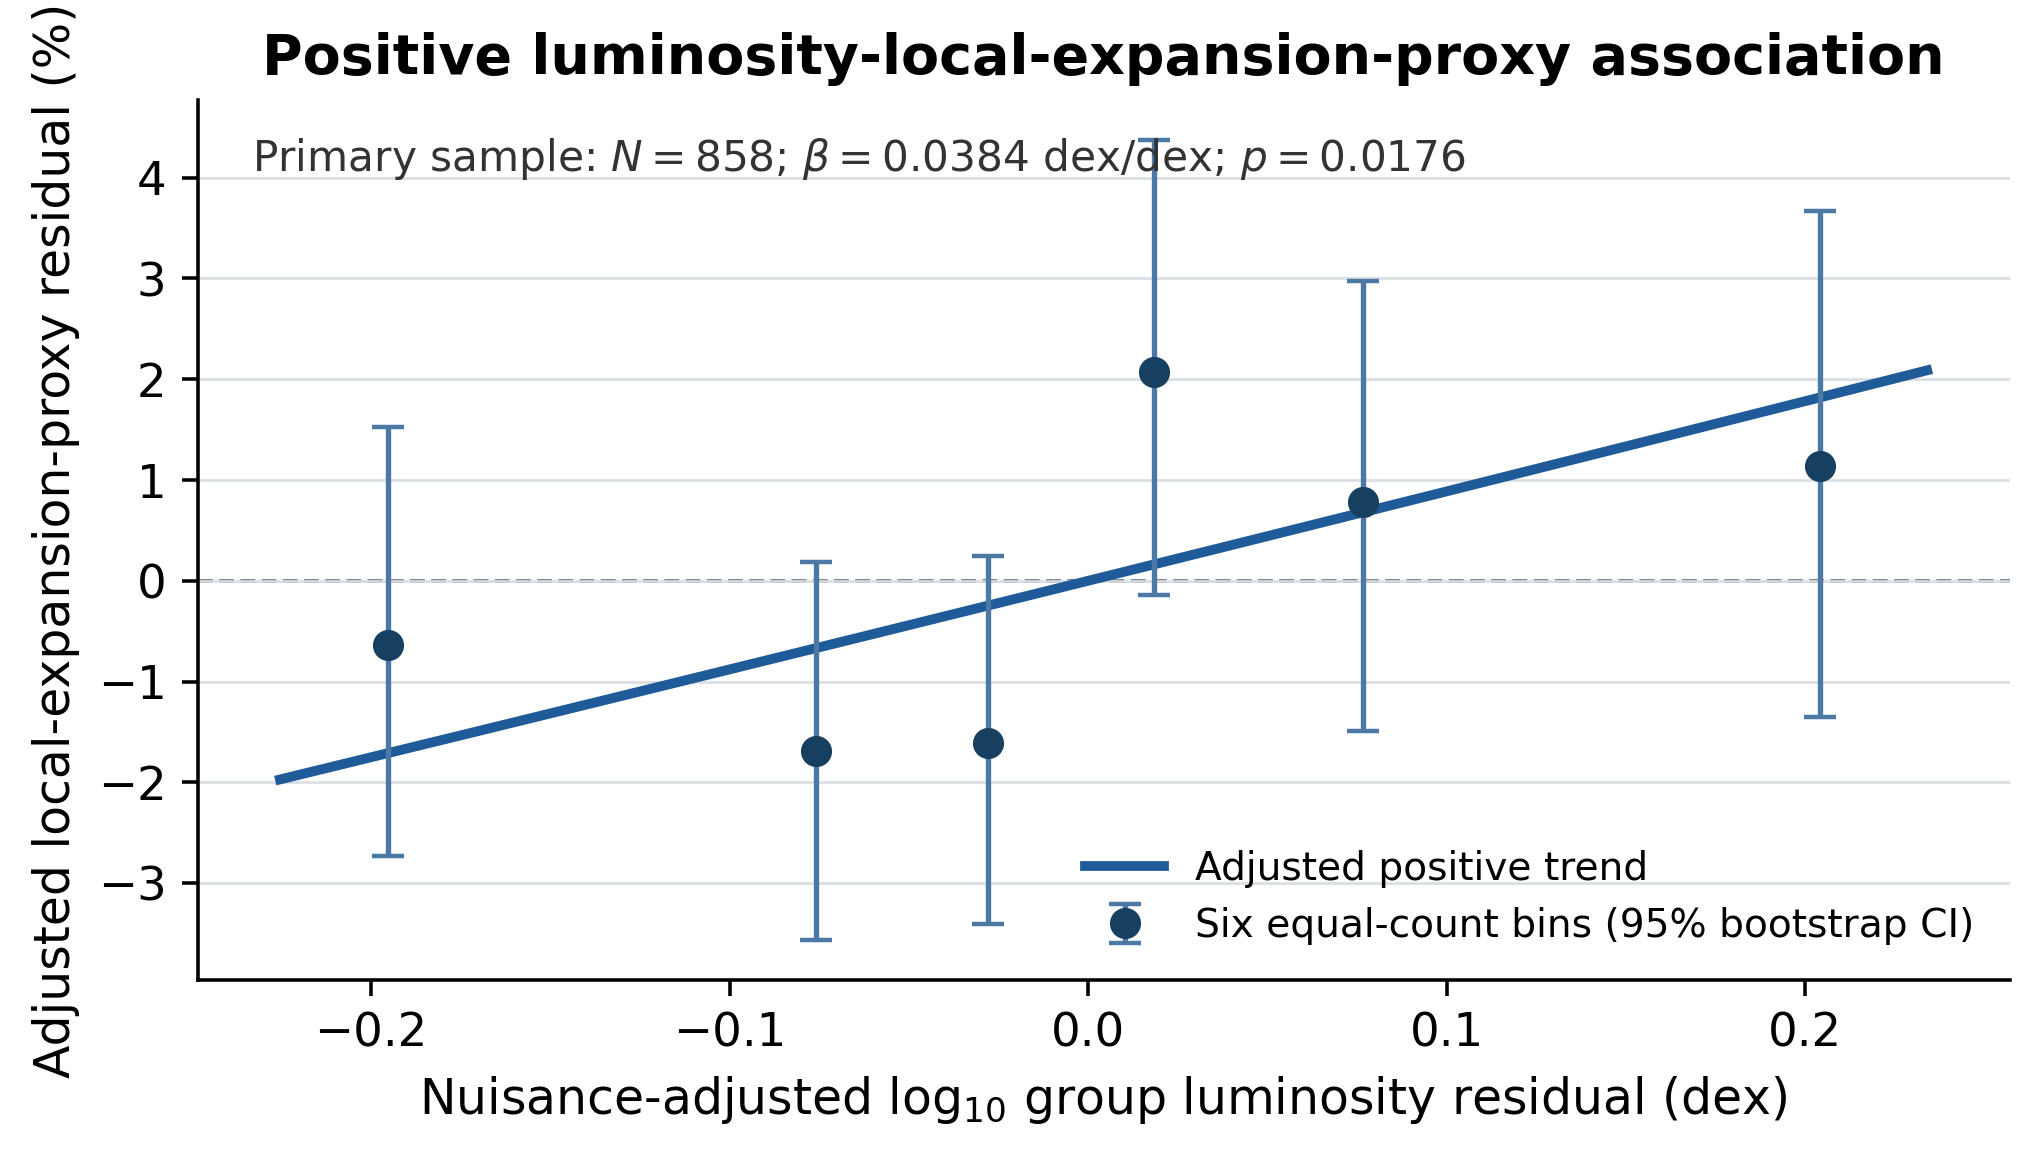 Positive luminosity-local-expansion-proxy association
Primary sample: N = 858; β = 0.0384 dex/dex; p = 0.0176
Adjusted local-expansion-proxy residual (%)
4
3
2
1
0
−1
−2
−3
Adjusted positive trend
Six equal-count bins (95% bootstrap CI)
−0.2 −0.1 0.0 0.1 0.2
Nuisance-adjusted log₁₀ group luminosity residual (dex)